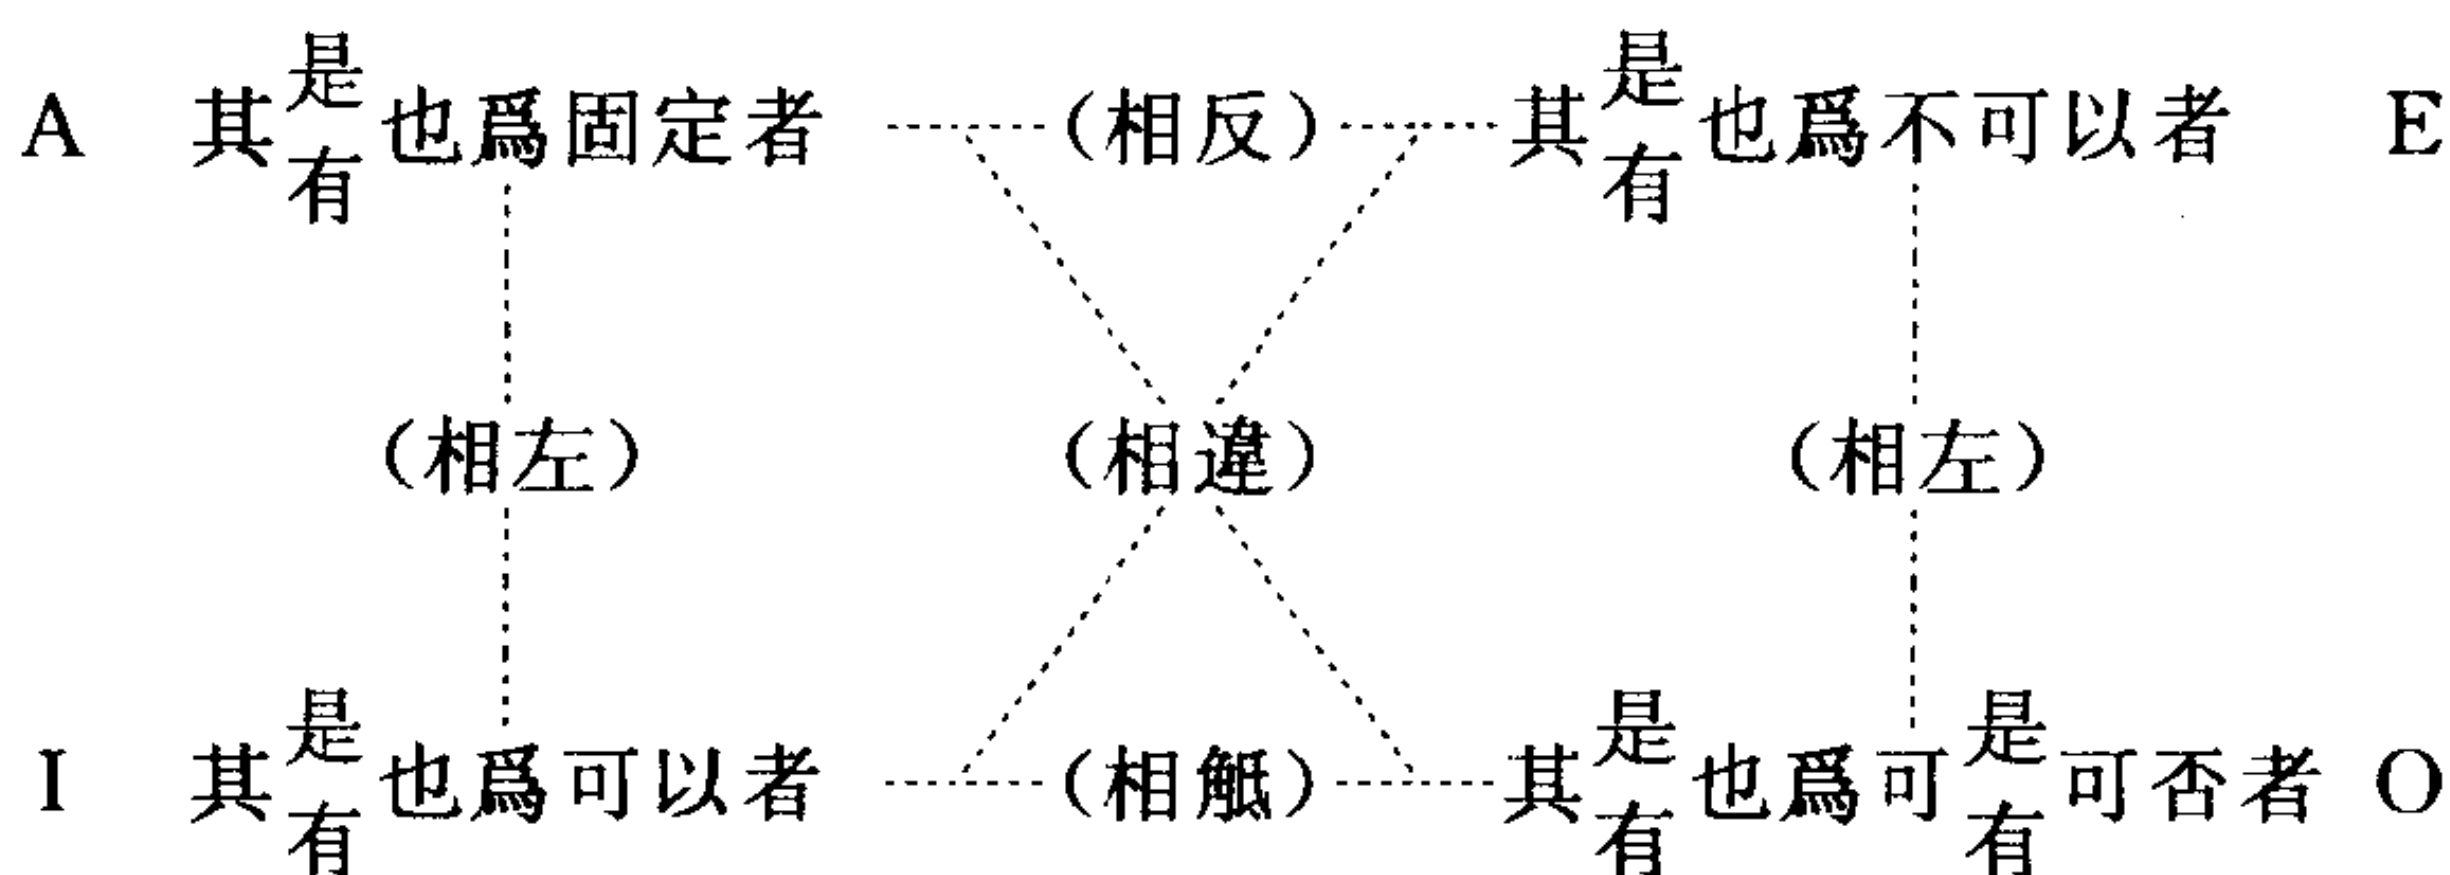 A 其是有也爲固定者 (相反) 其是有也爲不可以者 E
(相左) (相違) (相左)
I 其是有也爲可以者 (相觝) 其是有也爲可是有可否者 O